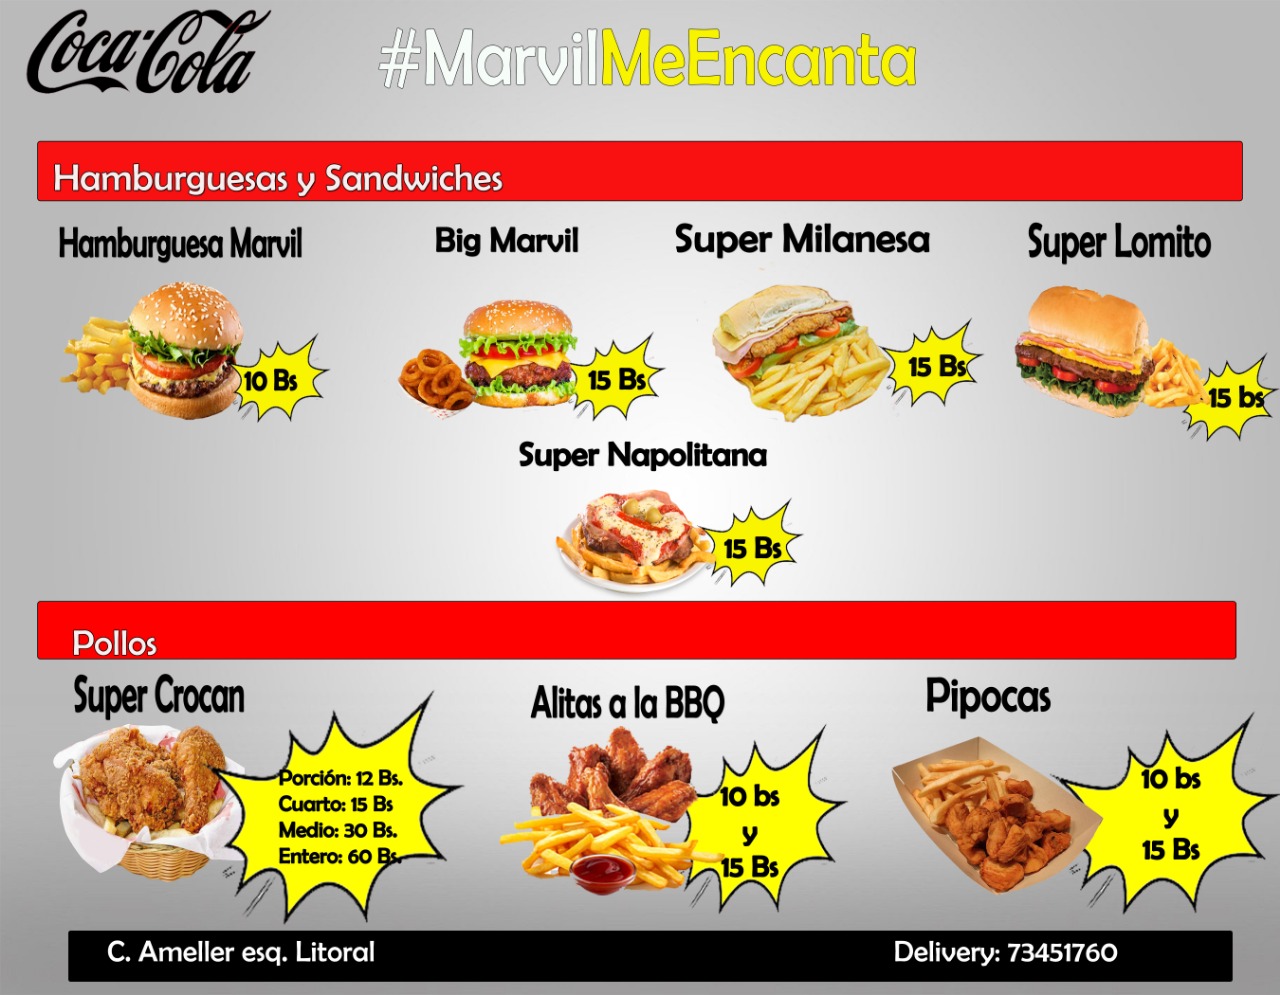 Coca-Cola
#MarvilMeEncanta
Hamburguesas y Sandwiches
Hamburguesa Marvil
Big Marvil
Super Milanesa
Super Lomito
10 Bs
15 Bs
15 Bs
15 bs
Super Napolitana
15 Bs
Pollos
Super Crocan
Alitas a la BBQ
Pipocas
Porción: 12 Bs.
Cuarto: 15 Bs
Medio: 30 Bs.
Entero: 60 Bs.
10 bs
y
15 Bs
10 bs
y
15 Bs
C. Ameller esq. Litoral
Delivery: 73451760